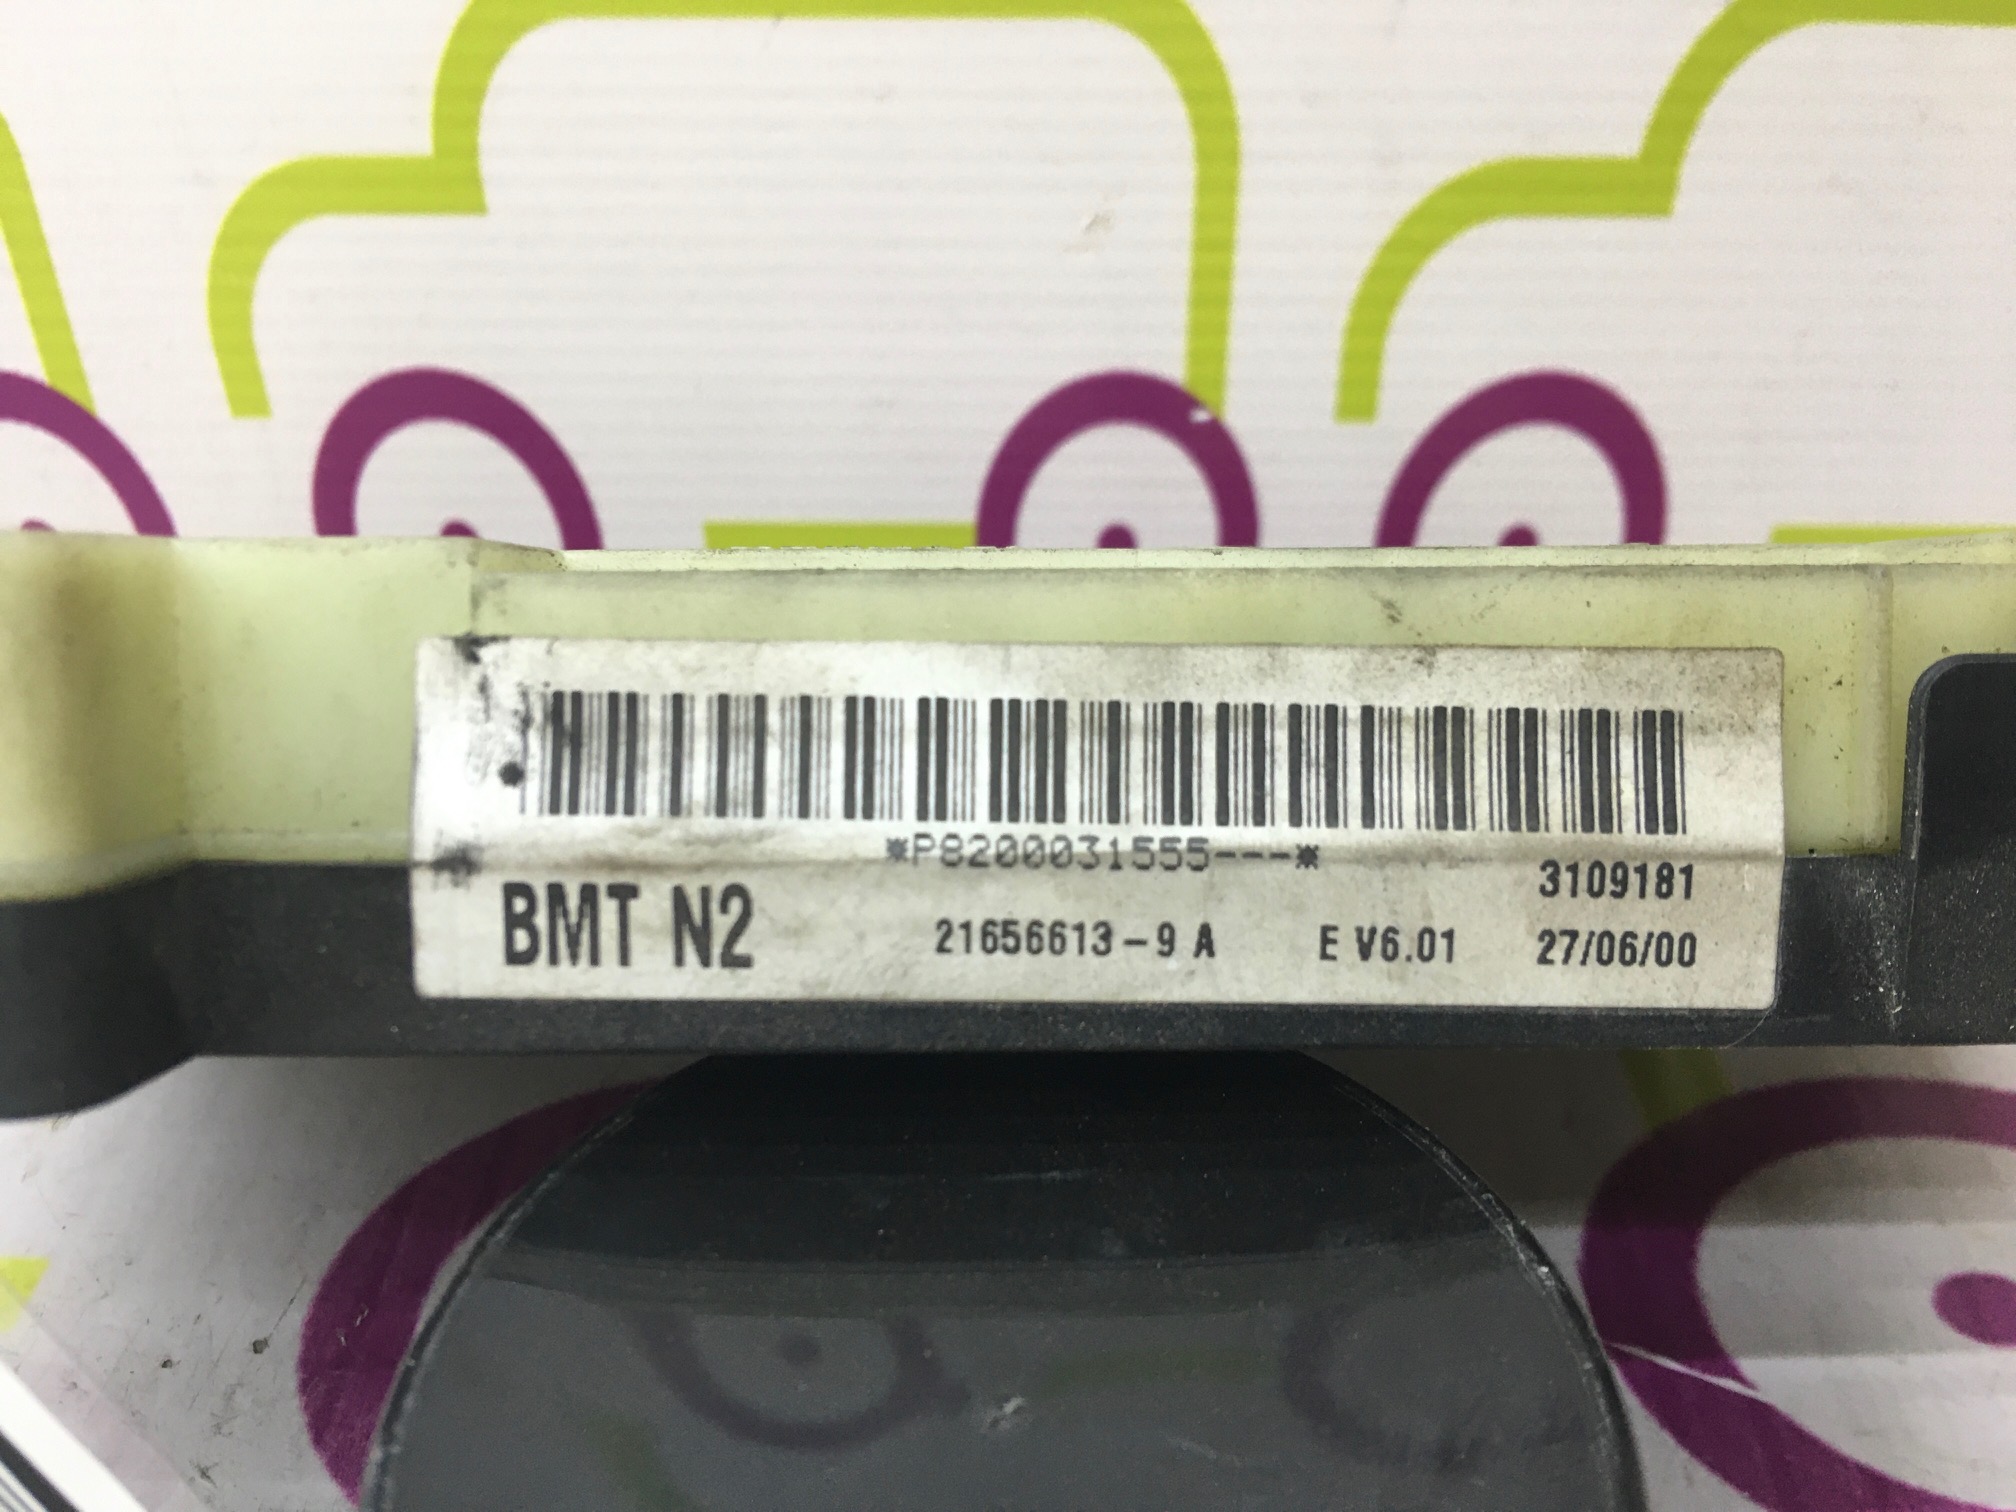 *P8200031555---*
3109181
BMT N2 21656613-9 A E V6.01 27/06/00